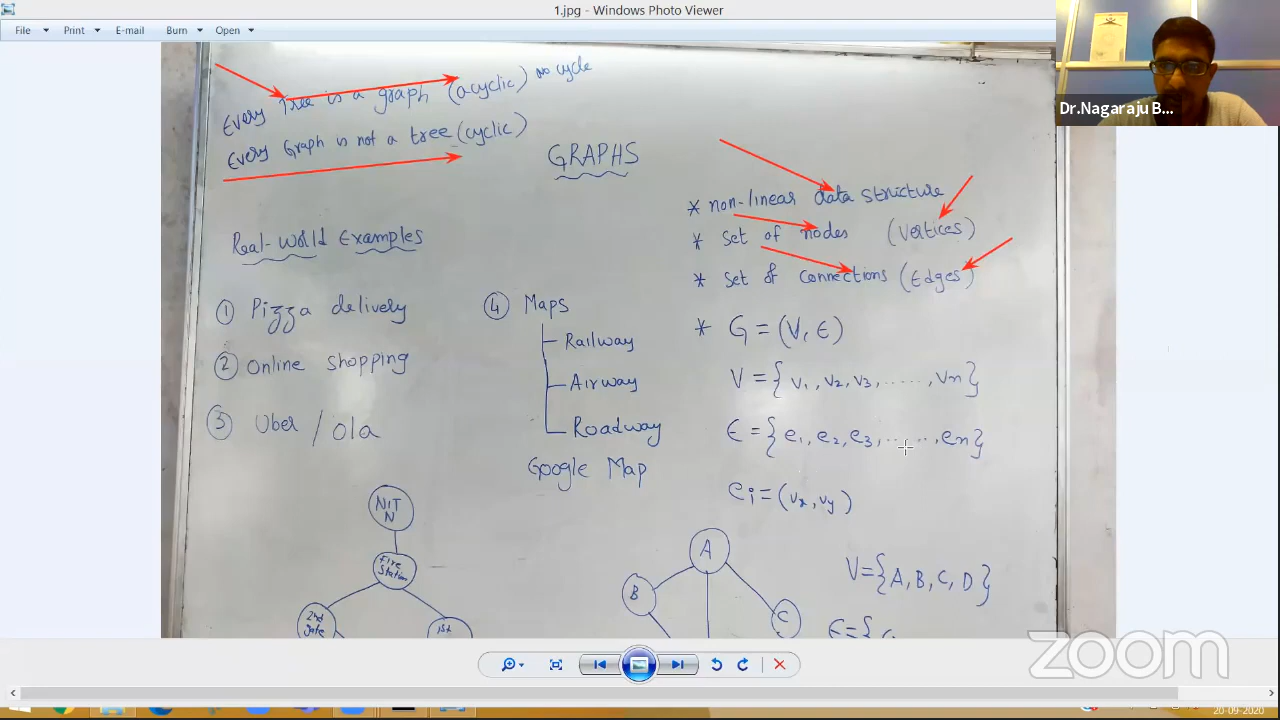 1.jpg - Windows Photo Viewer
File Print E-mail Burn Open
Dr.Nagaraju B...
Every Tree is a graph (acyclic) no cycle
Every Graph is not a tree (cyclic)
GRAPHS
* non-linear data structure
* set of nodes (vertices)
* set of connections (Edges)
* G = (V, E)
V = {v1, v2, v3, ......, vn}
E = {e1, e2, e3, ......, en}
ei = (vx, vy)
Real-World Examples
① Pizza delivery
② Online shopping
③ Uber / Ola
④ Maps
Railway
Airway
Roadway
Google Map
NIT
N
Fire
Station
2nd
gate
1st
A
B
C
V = {A, B, C, D}
E = {
zoom
20-09-2020